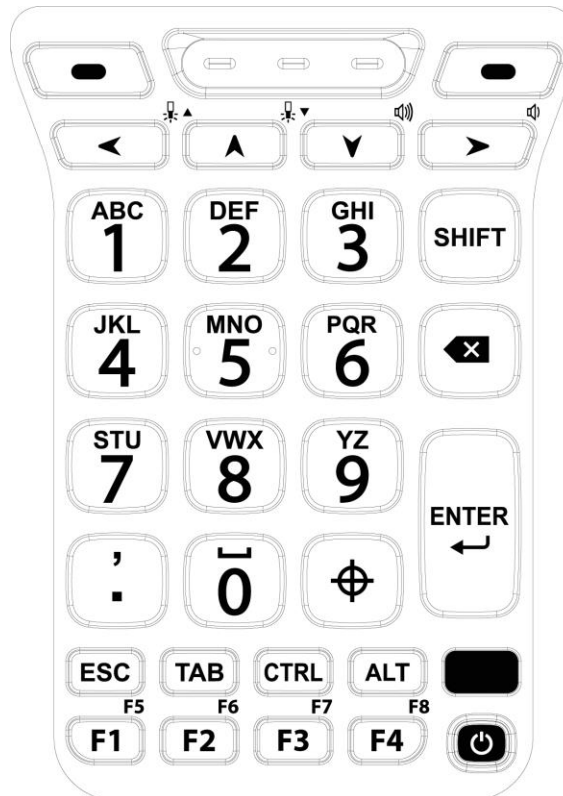 ABC DEF GHI
1 2 3 SHIFT
JKL MNO PQR
4 5 6
STU VWX YZ
7 8 9
ENTER
,
. 0
ESC TAB CTRL ALT
F5 F6 F7 F8
F1 F2 F3 F4